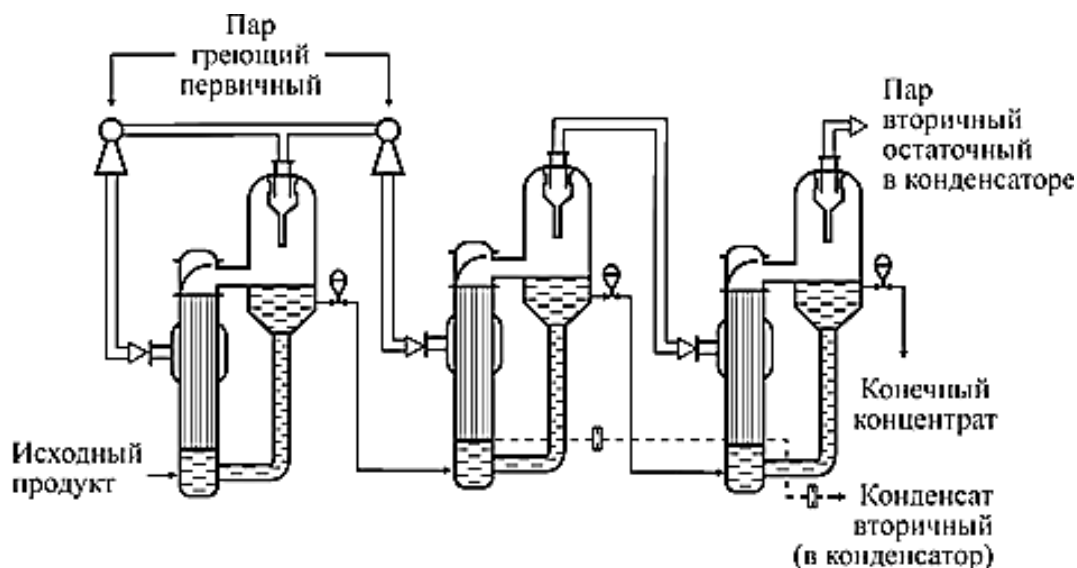 Пар
греющий
первичный
Пар
вторичный
остаточный
в конденсаторе
Исходный
продукт
Конечный
концентрат
Конденсат
вторичный
(в конденсатор)